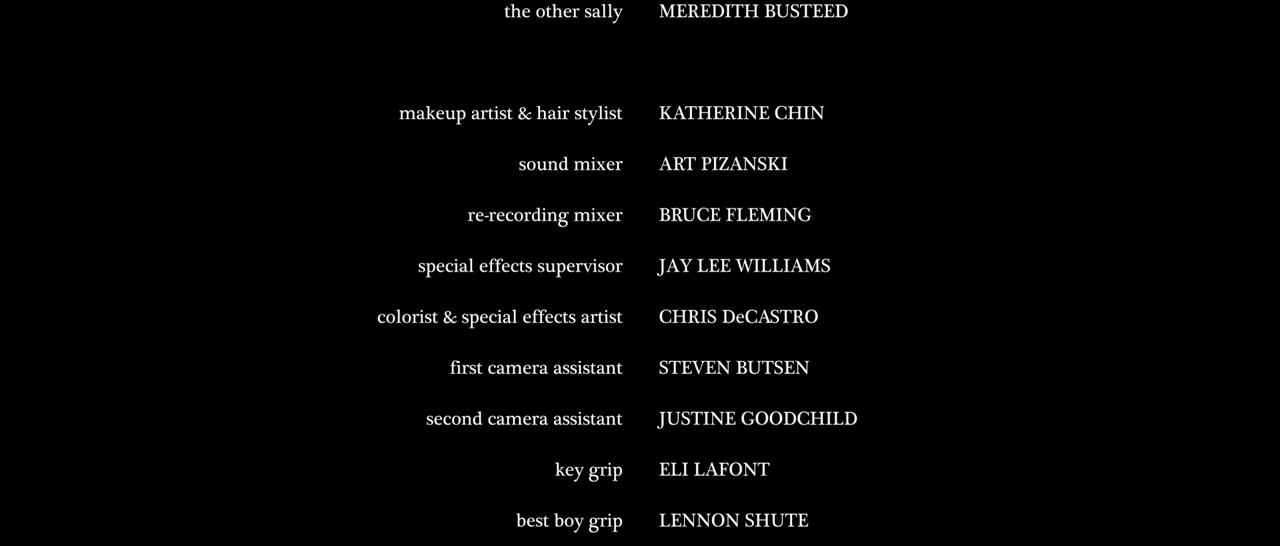 the other sally MEREDITH BUSTEED
makeup artist & hair stylist KATHERINE CHIN
sound mixer ART PIZANSKI
re-recording mixer BRUCE FLEMING
special effects supervisor JAY LEE WILLIAMS
colorist & special effects artist CHRIS DeCASTRO
first camera assistant STEVEN BUTSEN
second camera assistant JUSTINE GOODCHILD
key grip ELI LAFONT
best boy grip LENNON SHUTE